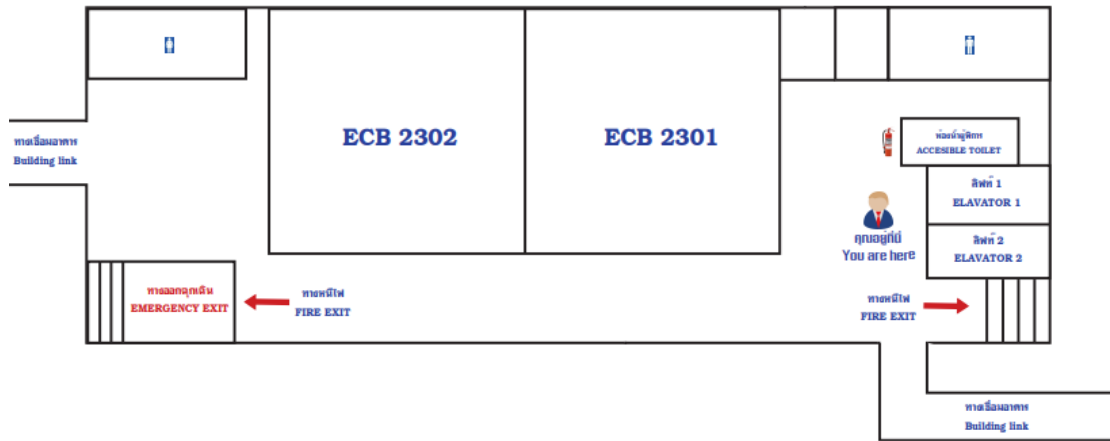 ทางเชื่อมอาคาร
Building link
ECB 2302
ECB 2301
ห้องน้ำผู้พิการ
ACCESIBLE TOILET
ลิฟท์ 1
ELAVATOR 1
คุณอยู่ที่นี่
You are here
ลิฟท์ 2
ELAVATOR 2
ทางออกฉุกเฉิน
EMERGENCY EXIT
ทางหนีไฟ
FIRE EXIT
ทางหนีไฟ
FIRE EXIT
ทางเชื่อมอาคาร
Building link